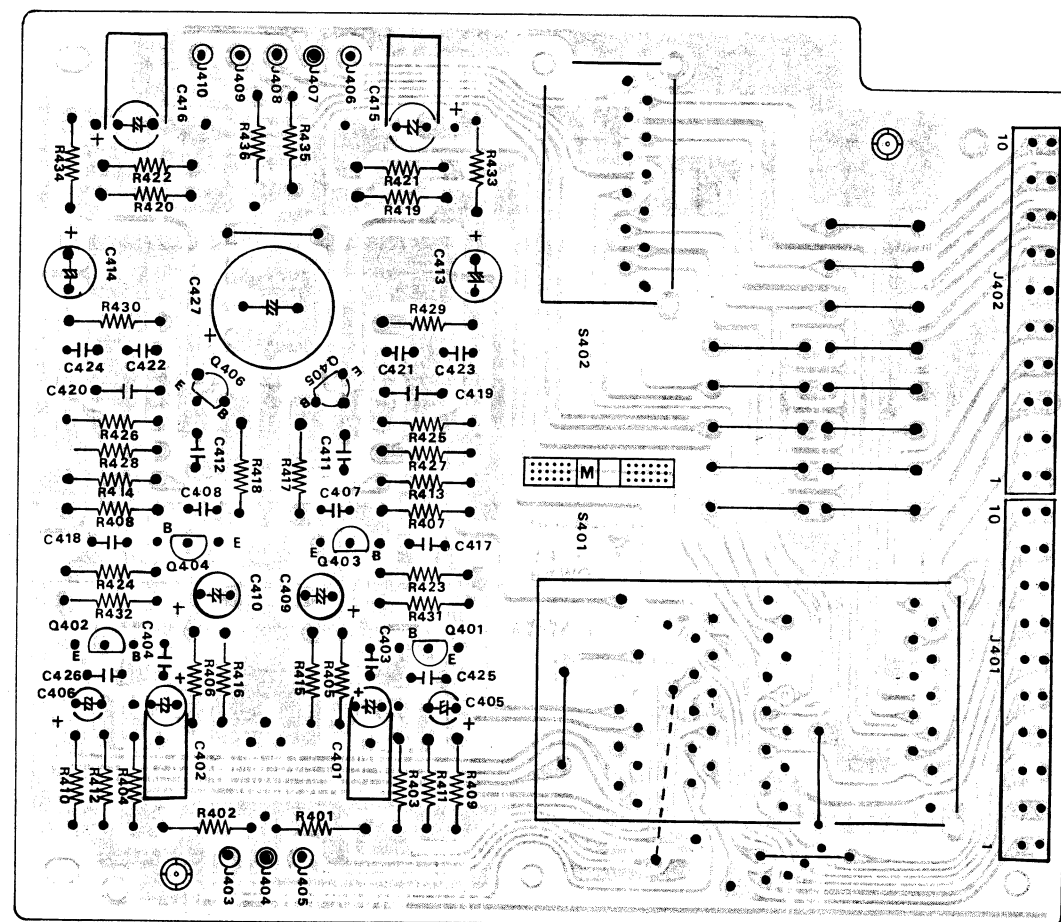 J410
J409
J408
J407
J406
C416
C415
+
+
R434
R436
R435
R433
R422
R420
R421
R419
10
+
+
C414
C427
C413
J402
R430
+
R429
S402
C424
C422
C421
C423
Q406
Q405
E
E
C420
B
B
C419
R426
R425
R428
C412
R418
R417
C411
R427
M
R414
R413
1
C408
C407
R408
R407
10
S401
C418
B
E
E
B
C417
Q404
Q403
R424
C410
C409
R423
R432
+
+
R431
Q402
Q401
E
B
C404
C403
B
E
J401
C426
R406
R416
R415
R405
C425
C406
+
+
C405
+
+
C402
C401
R410
R412
R404
R403
R411
R409
R402
R401
1
J403
J404
J405